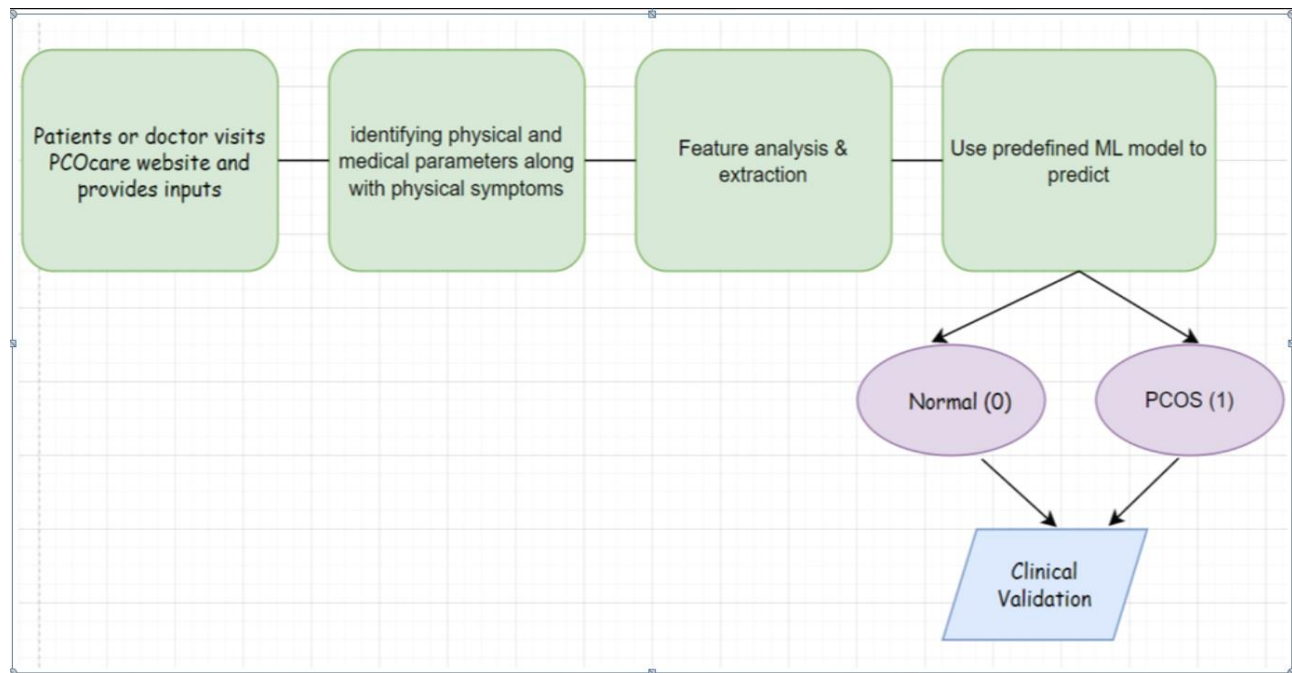 Patients or doctor visits
PCOcare website and
provides inputs
identifying physical and
medical parameters along
with physical symptoms
Feature analysis &
extraction
Use predefined ML model to
predict
Normal (0)
PCOS (1)
Clinical
Validation